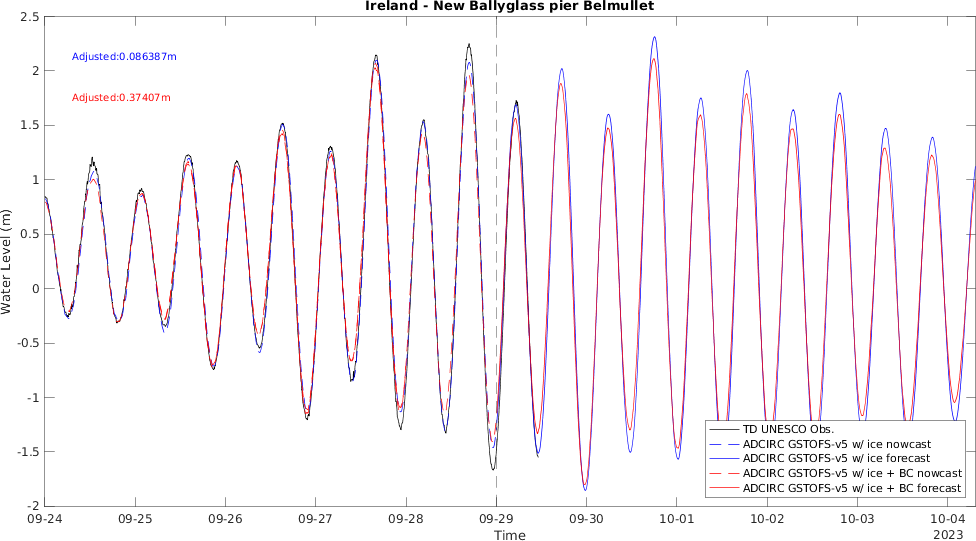 Ireland - New Ballyglass pier Belmullet
2.5
Adjusted:0.086387m
2
Adjusted:0.37407m
1.5
1
0.5
Water Level (m)
0
-0.5
-1
-1.5
-2
TD UNESCO Obs.
ADCIRC GSTOFS-v5 w/ ice nowcast
ADCIRC GSTOFS-v5 w/ ice forecast
ADCIRC GSTOFS-v5 w/ ice + BC nowcast
ADCIRC GSTOFS-v5 w/ ice + BC forecast
09-24 09-25 09-26 09-27 09-28 09-29 09-30 10-01 10-02 10-03 10-04
Time
2023